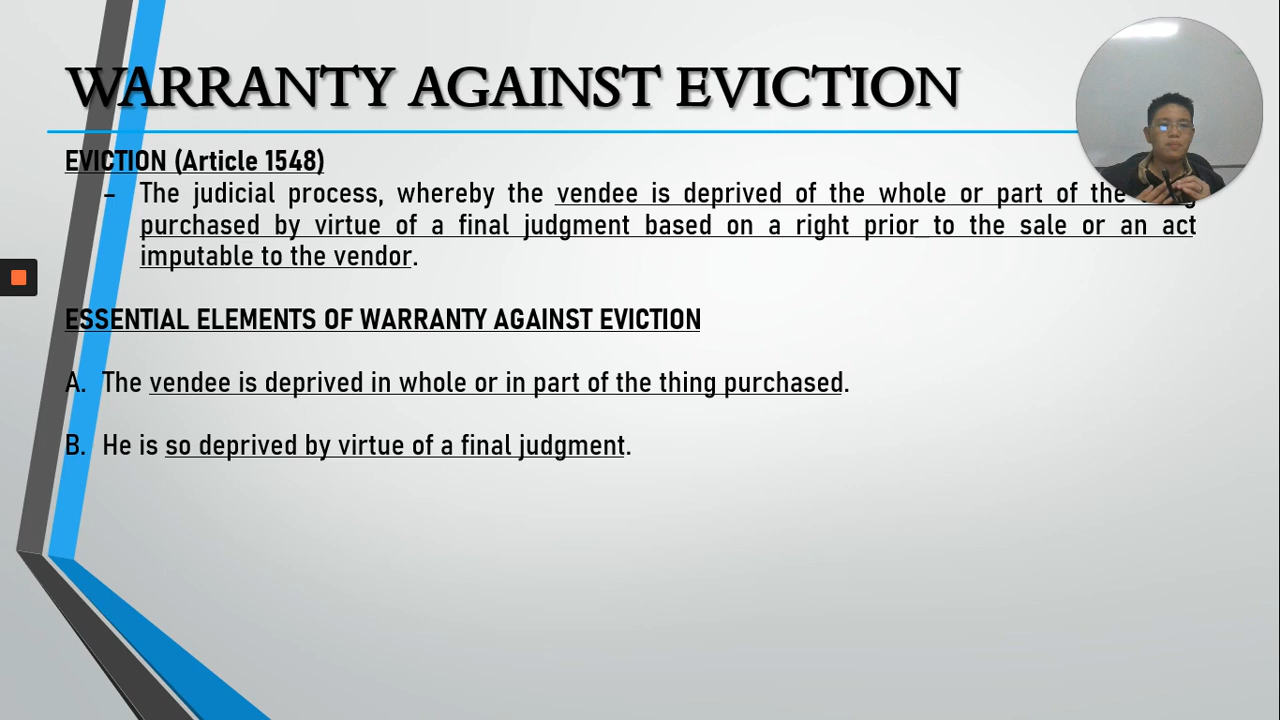 WARRANTY AGAINST EVICTION
EVICTION (Article 1548)
- The judicial process, whereby the vendee is deprived of the whole or part of the
purchased by virtue of a final judgment based on a right prior to the sale or an act
imputable to the vendor.
ESSENTIAL ELEMENTS OF WARRANTY AGAINST EVICTION
A. The vendee is deprived in whole or in part of the thing purchased.
B. He is so deprived by virtue of a final judgment.